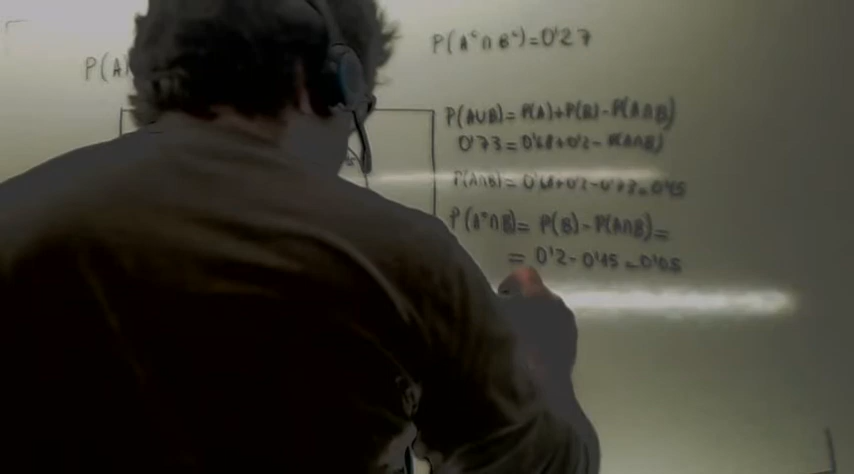 P(A
P(Aᶜ∩Bᶜ)=0'27
P(A∪B)=P(A)+P(B)-P(A∩B)
0'73=0'68+0'2-P(A∩B)
P(A∩B)=0'68+0'2-0'73=0'15
P(Aᶜ∩B)=P(B)-P(A∩B)=
=0'2-0'15=0'05